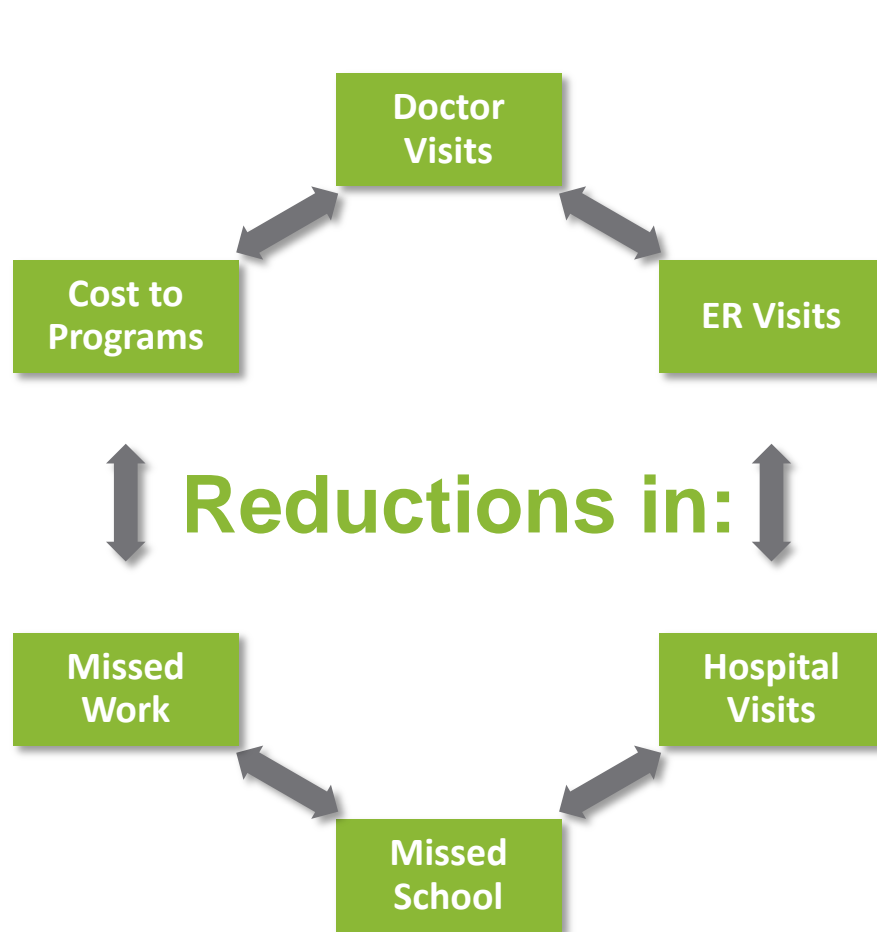 Doctor
Visits
Cost to
Programs
ER Visits
Reductions in:
Missed
Work
Hospital
Visits
Missed
School